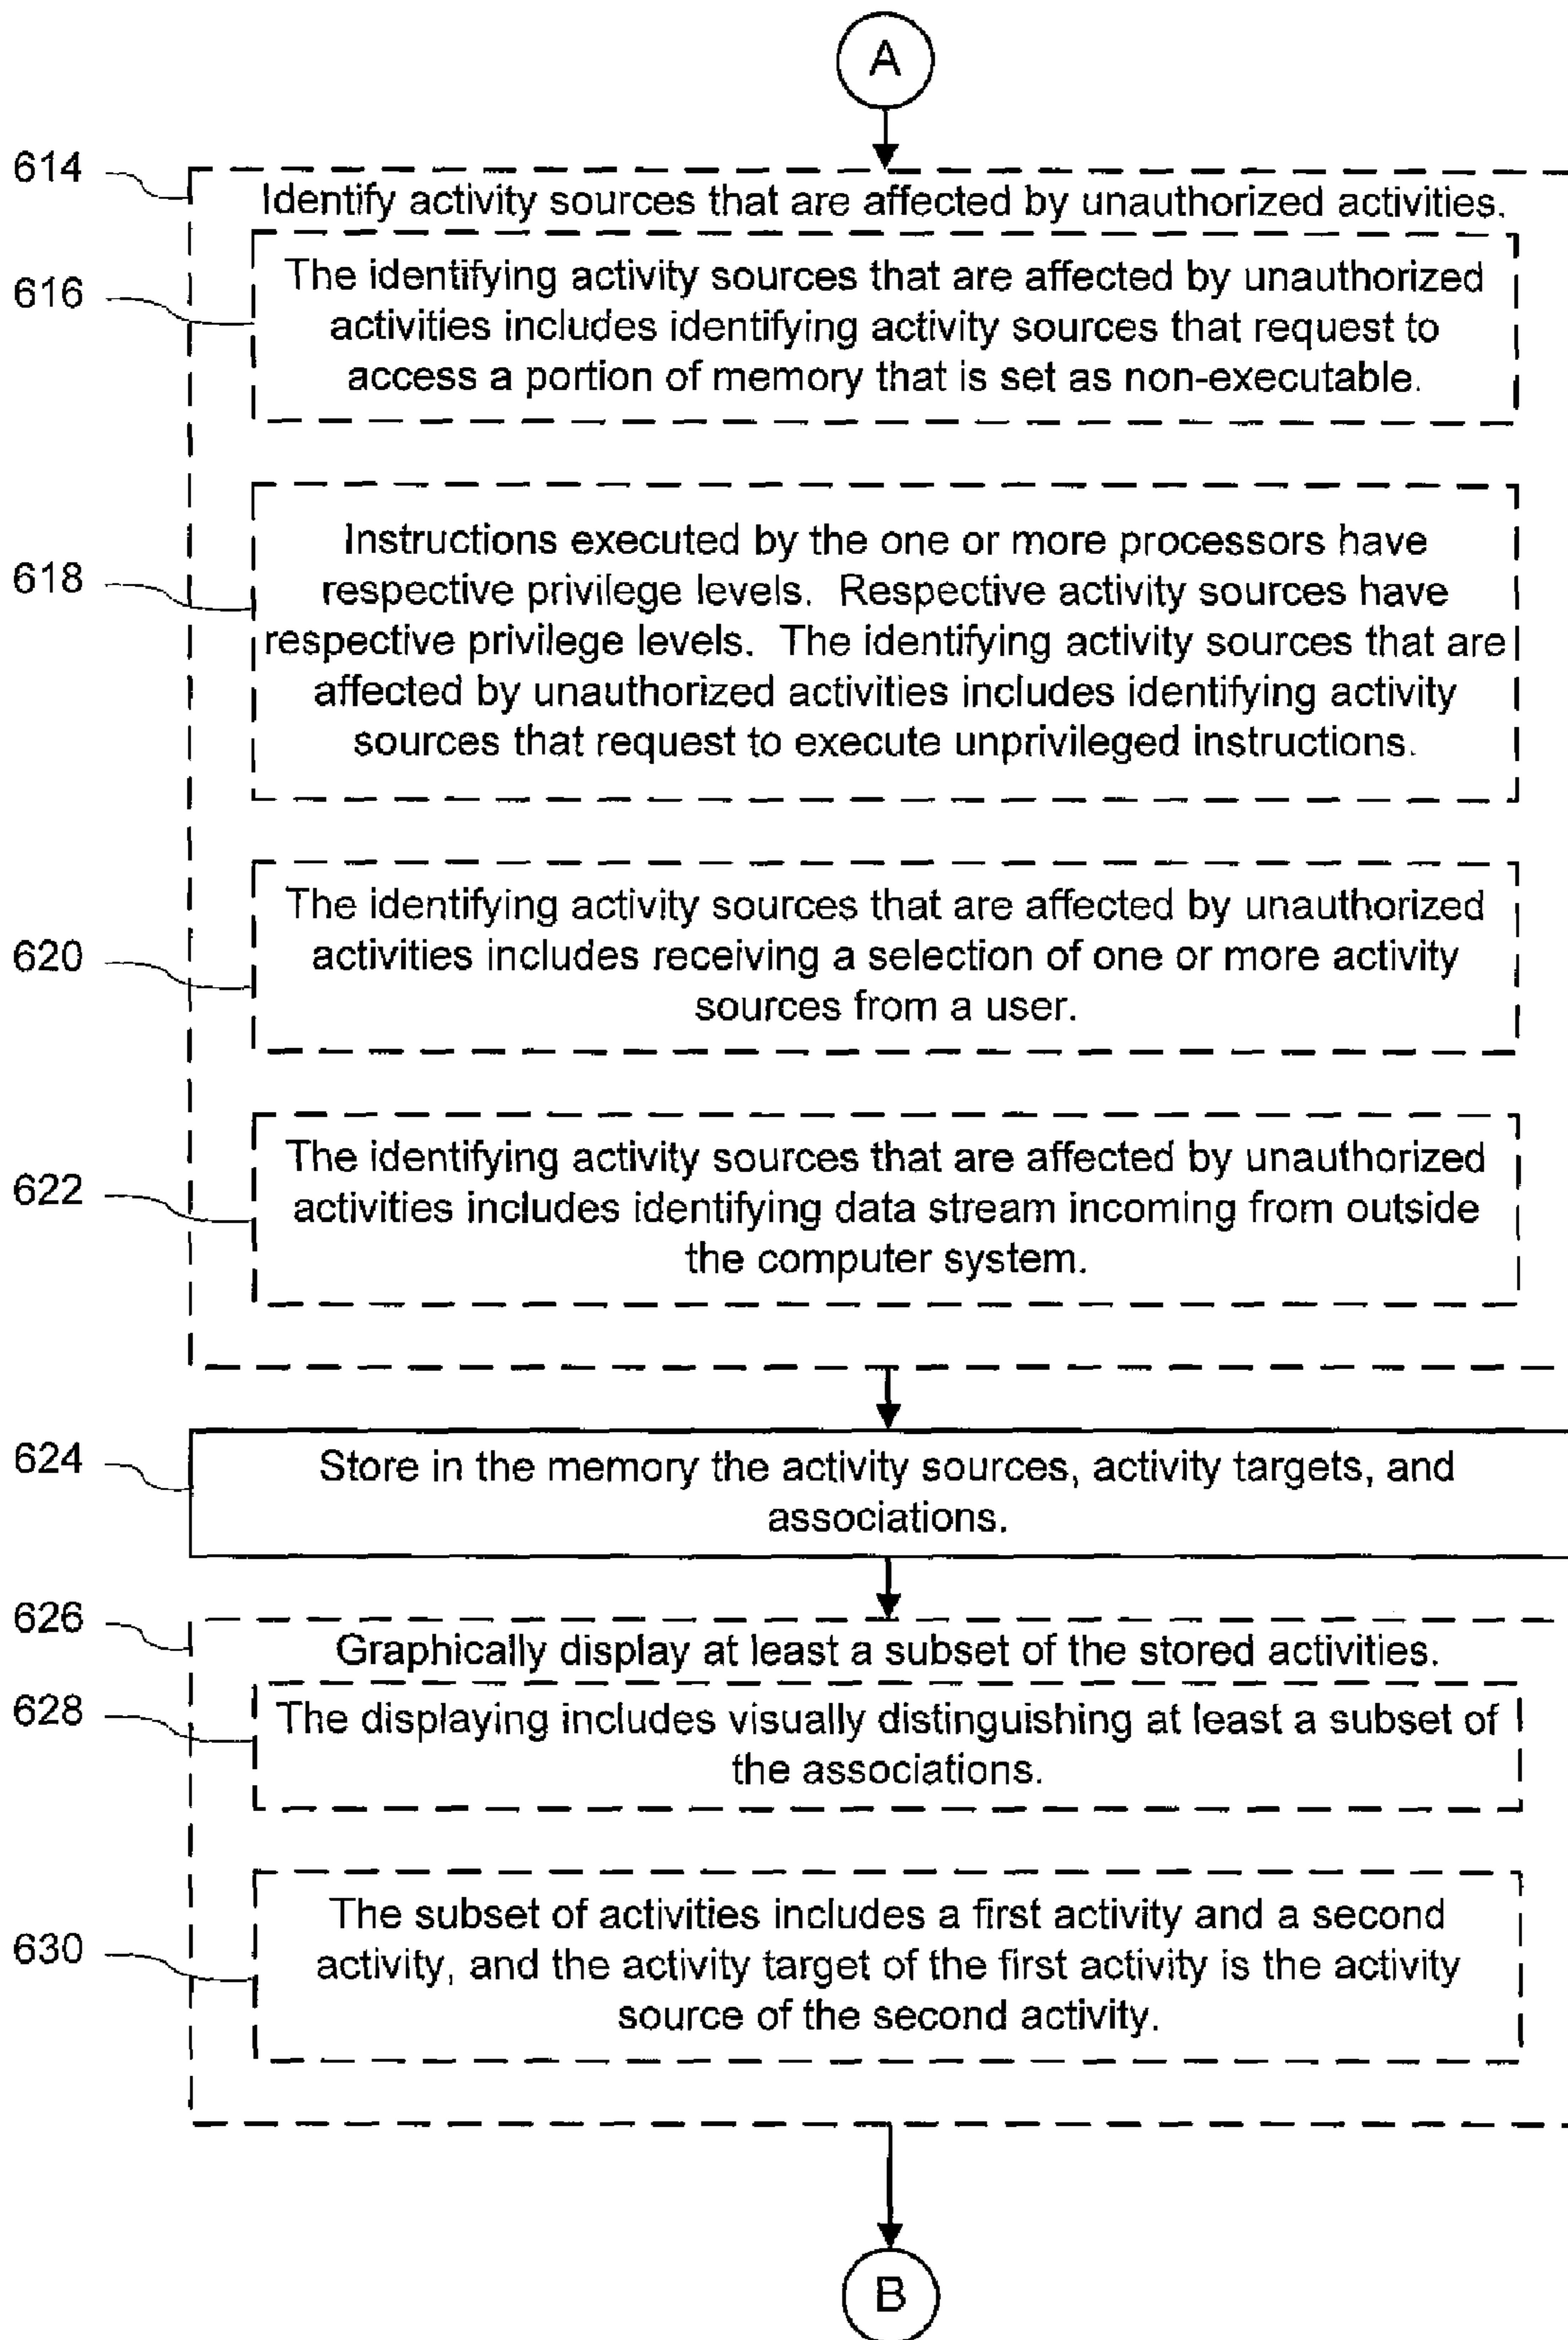 A
614
Identify activity sources that are affected by unauthorized activities.
616
The identifying activity sources that are affected by unauthorized
activities includes identifying activity sources that request to
access a portion of memory that is set as non-executable.
618
Instructions executed by the one or more processors have
respective privilege levels. Respective activity sources have
respective privilege levels. The identifying activity sources that are
affected by unauthorized activities includes identifying activity
sources that request to execute unprivileged instructions.
620
The identifying activity sources that are affected by unauthorized
activities includes receiving a selection of one or more activity
sources from a user.
622
The identifying activity sources that are affected by unauthorized
activities includes identifying data stream incoming from outside
the computer system.
624
Store in the memory the activity sources, activity targets, and
associations.
626
Graphically display at least a subset of the stored activities.
628
The displaying includes visually distinguishing at least a subset of
the associations.
630
The subset of activities includes a first activity and a second
activity, and the activity target of the first activity is the activity
source of the second activity.
B